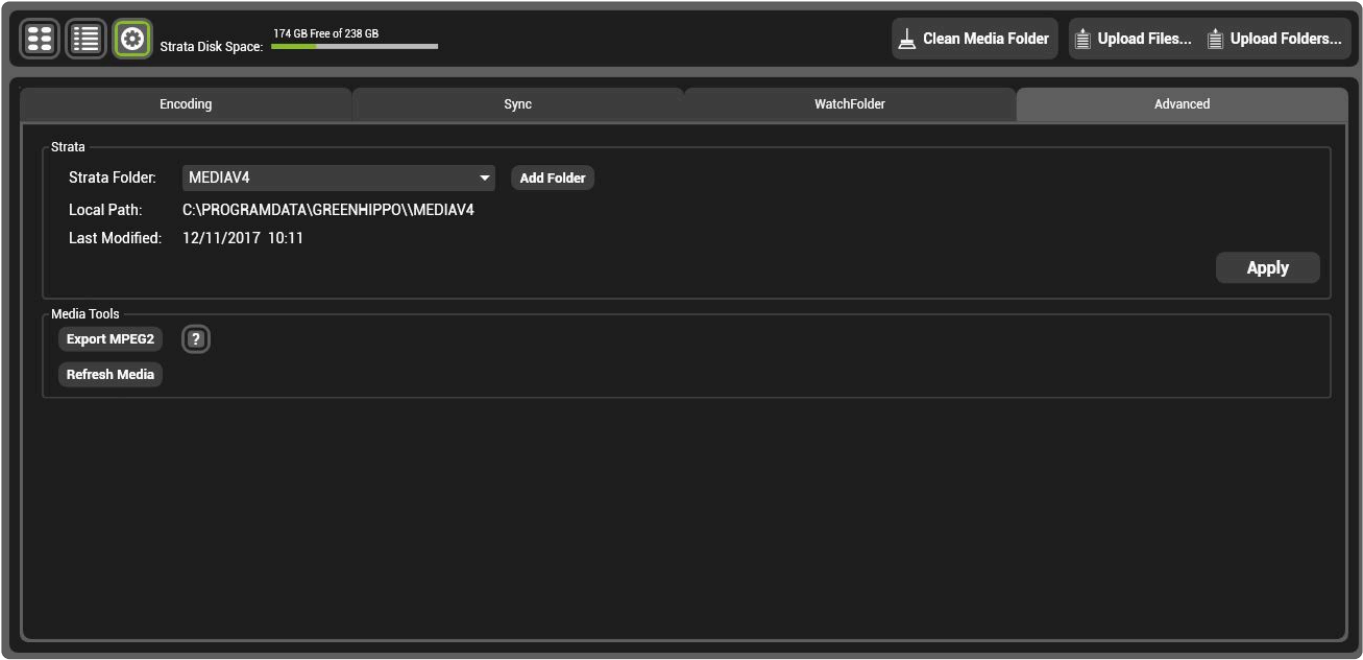 174 GB Free of 238 GB
Strata Disk Space:
Clean Media Folder
Upload Files...
Upload Folders...
Encoding
Sync
WatchFolder
Advanced
Strata
Strata Folder: MEDIAV4
Add Folder
Local Path: C:\PROGRAMDATA\GREENHIPPO\\MEDIAV4
Last Modified: 12/11/2017 10:11
Apply
Media Tools
Export MPEG2
?
Refresh Media